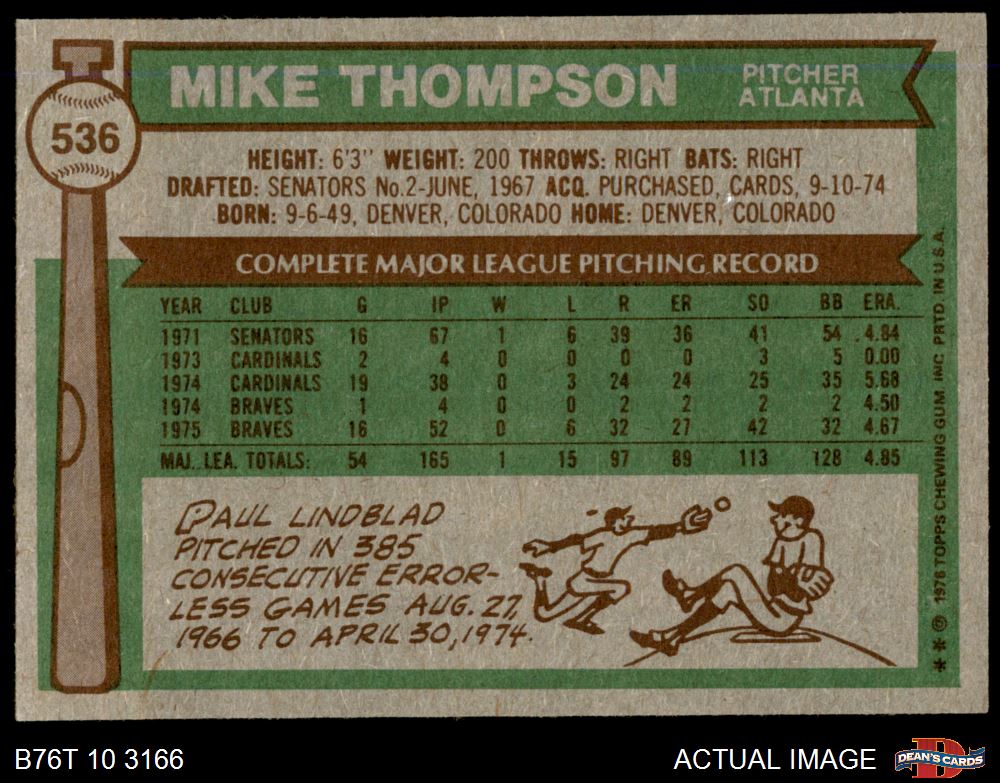 536
MIKE THOMPSON
PITCHER
ATLANTA
HEIGHT: 6'3" WEIGHT: 200 THROWS: RIGHT BATS: RIGHT
DRAFTED: SENATORS No.2-JUNE, 1967 ACQ. PURCHASED, CARDS, 9-10-74
BORN: 9-6-49, DENVER, COLORADO HOME: DENVER, COLORADO
COMPLETE MAJOR LEAGUE PITCHING RECORD
YEAR CLUB G IP W L R ER SO BB ERA.
1971 SENATORS 16 67 1 6 39 36 41 54 4.84
1973 CARDINALS 2 4 0 0 0 0 3 5 0.00
1974 CARDINALS 19 38 0 3 24 24 25 35 5.68
1974 BRAVES 1 4 0 0 2 2 2 2 4.50
1975 BRAVES 16 52 0 6 32 27 42 32 4.67
MAJ. LEA. TOTALS: 54 165 1 15 97 89 113 128 4.85
PAUL LINDBLAD
PITCHED IN 385
CONSECUTIVE ERROR-
LESS GAMES AUG. 27,
1966 TO APRIL 30, 1974.
** © 1976 TOPPS CHEWING GUM INC PRTD IN U.S.A.
B76T 10 3166
ACTUAL IMAGE
D
DEAN'S CARDS